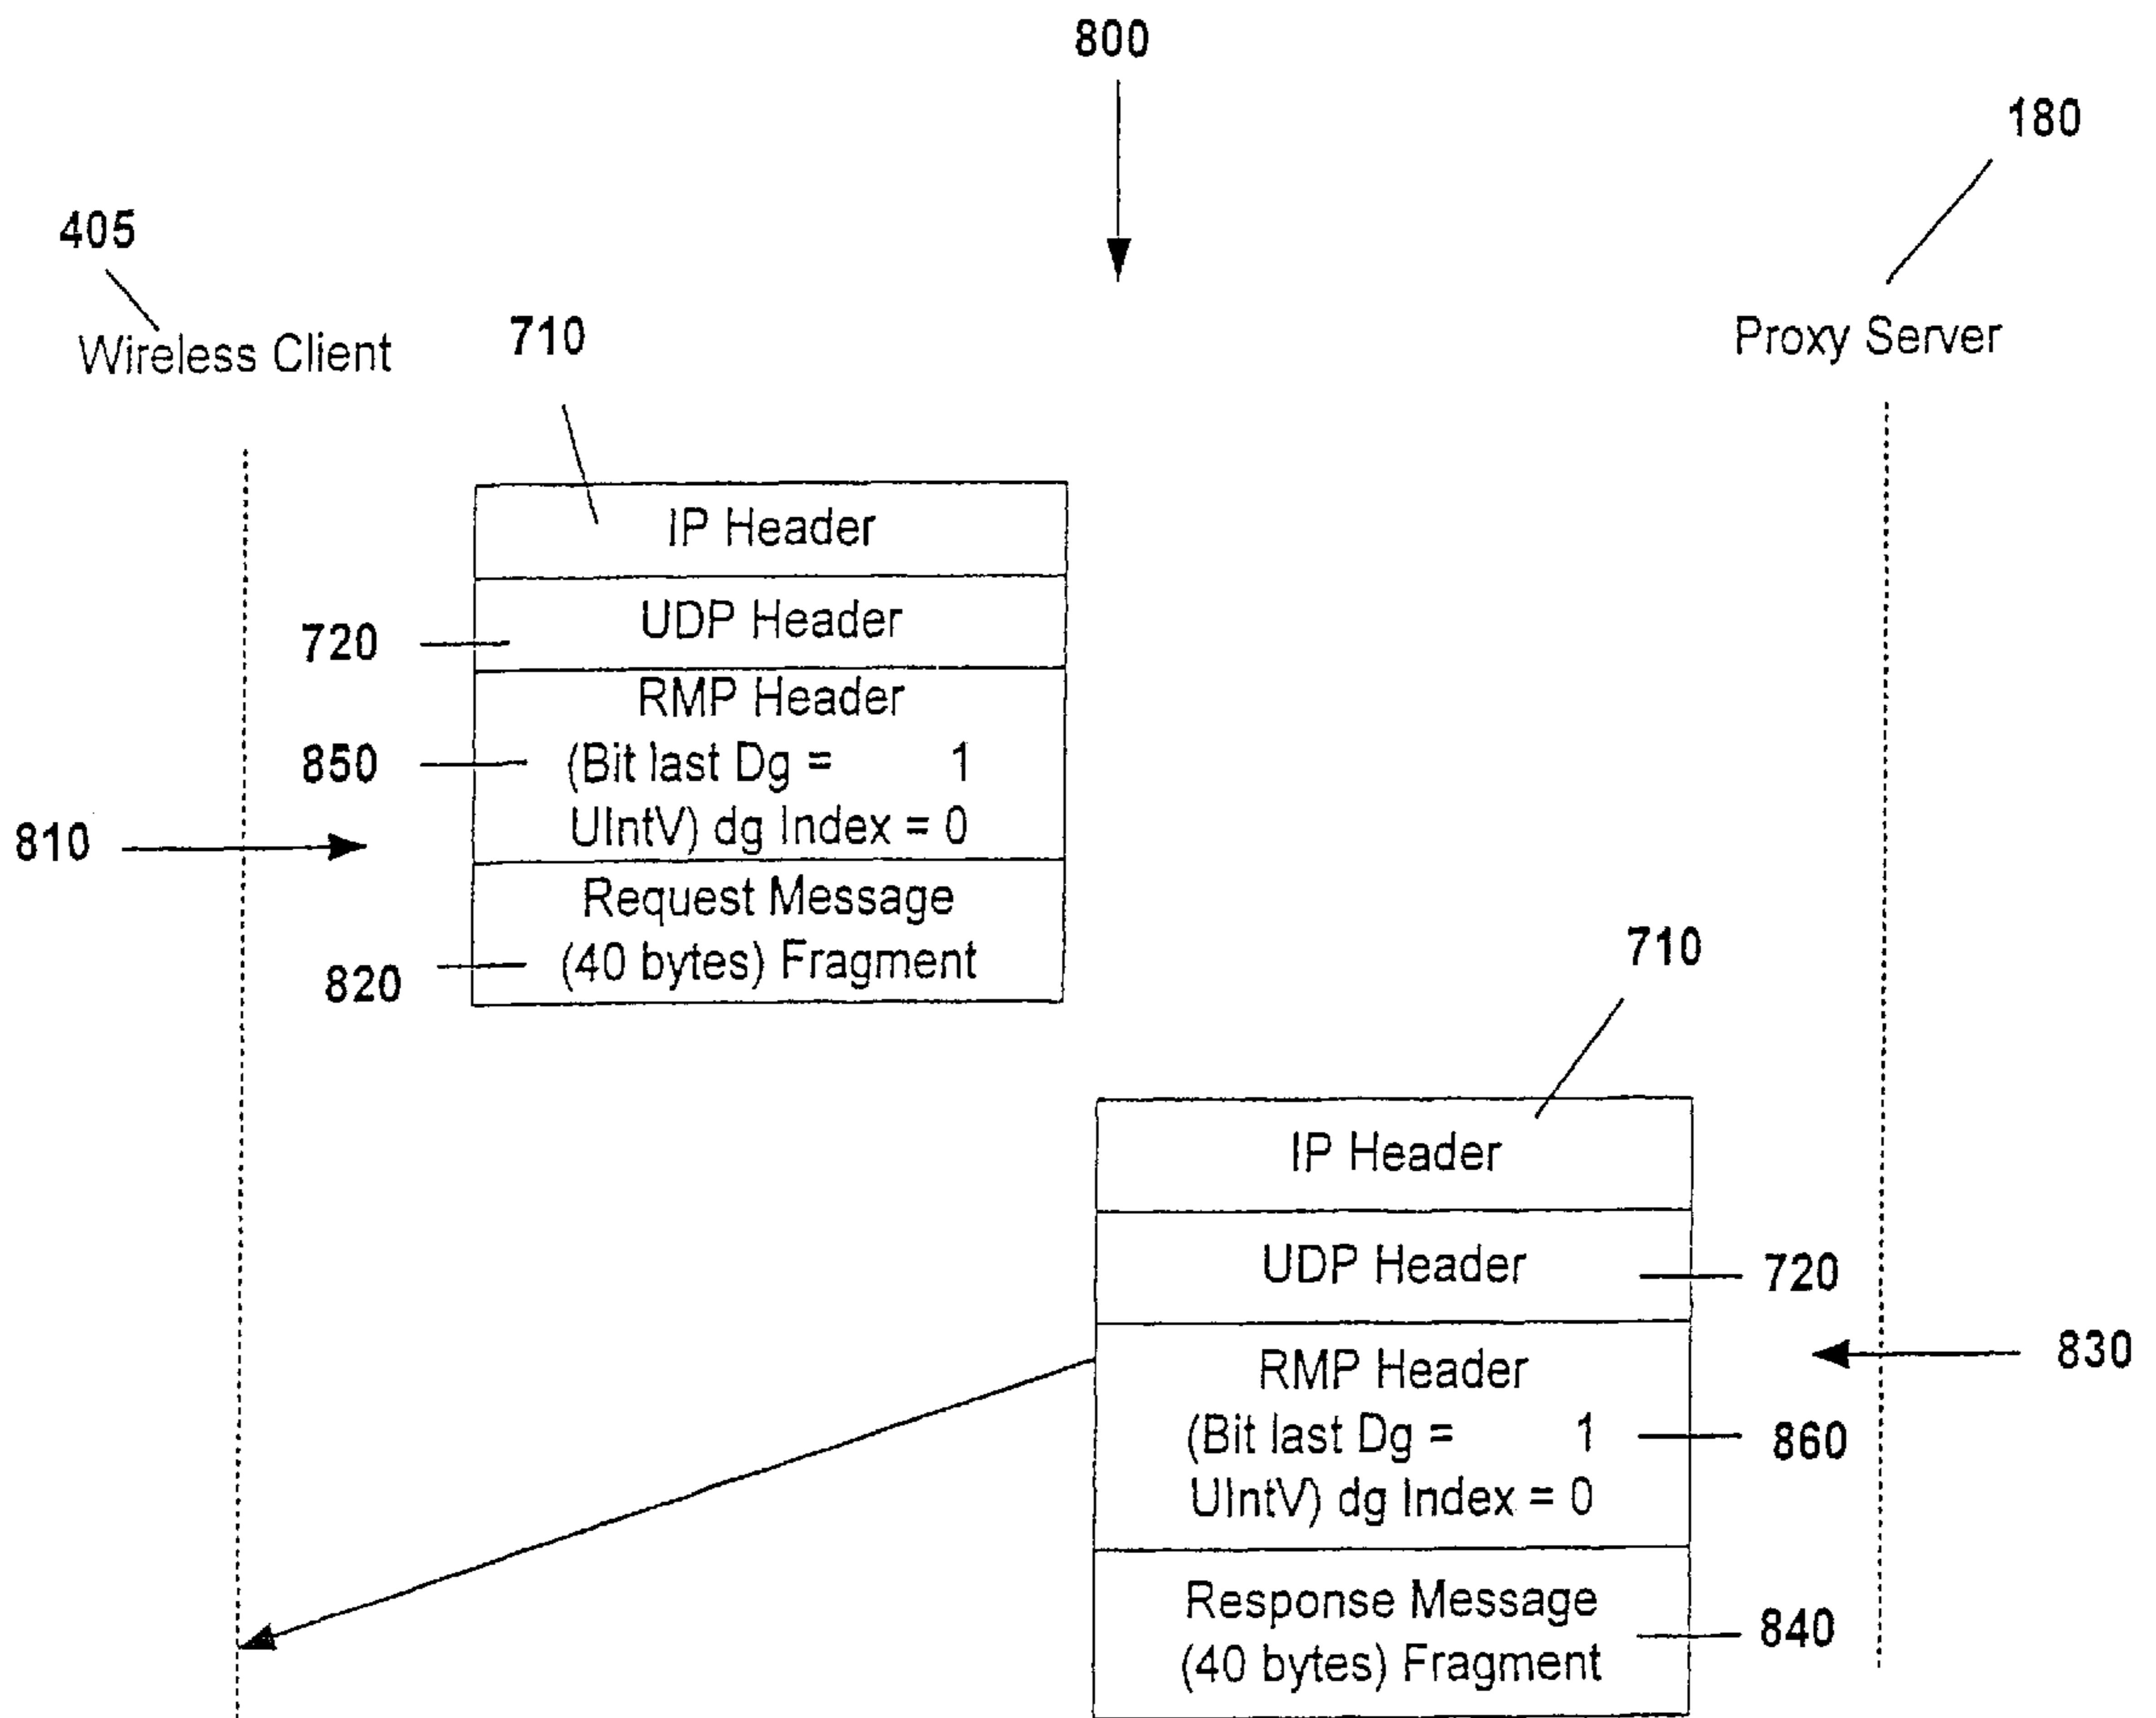 800
180
405
Wireless Client
710
Proxy Server
IP Header
720
UDP Header
RMP Header
850
(Bit last Dg = 1
UIntV) dg Index = 0
810
Request Message
820
(40 bytes) Fragment
710
IP Header
UDP Header
720
RMP Header
830
(Bit last Dg = 1
860
UIntV) dg Index = 0
Response Message
840
(40 bytes) Fragment